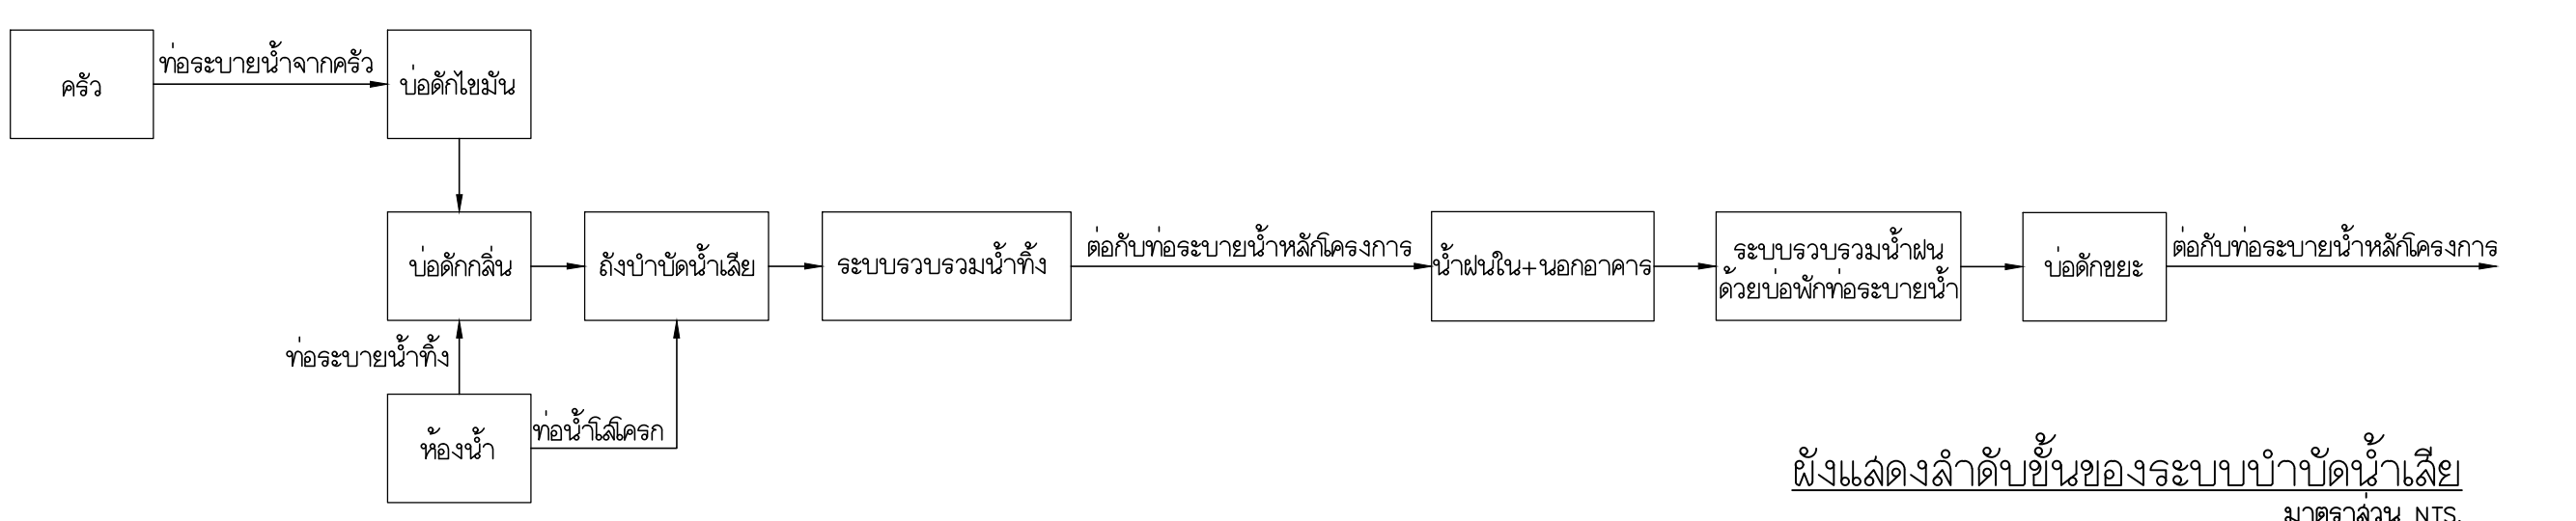 ครัว
ท่อระบายน้ำจากครัว
บ่อดักไขมัน
บ่อดักกลิ่น
ถังบำบัดน้ำเสีย
ระบบรวบรวมน้ำทิ้ง
ต่อกับท่อระบายน้ำหลักโครงการ
น้ำฝนใน+นอกอาคาร
ระบบรวบรวมน้ำฝน
ด้วยบ่อพักท่อระบายน้ำ
บ่อดักขยะ
ต่อกับท่อระบายน้ำหลักโครงการ
ท่อระบายน้ำทิ้ง
ห้องน้ำ
ท่อน้ำโสโครก
ผังแสดงลำดับขั้นของระบบบำบัดน้ำเสีย
มาตราส่วน NTS.